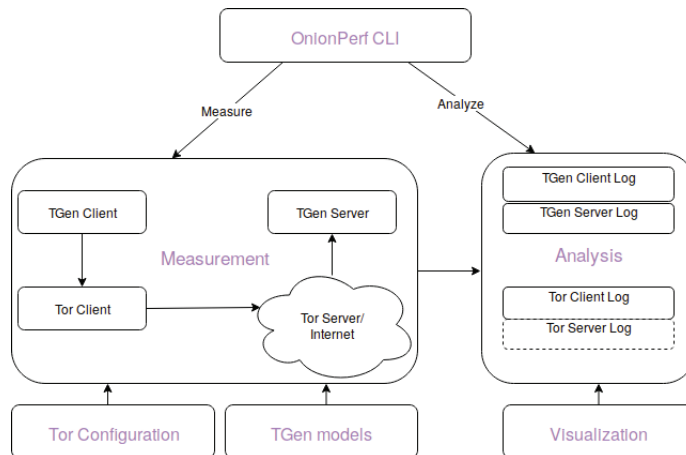 OnionPerf CLI
Measure
Analyze
TGen Client
TGen Server
Measurement
Tor Client
Tor Server/
Internet
TGen Client Log
TGen Server Log
Analysis
Tor Client Log
Tor Server Log
Tor Configuration
TGen models
Visualization